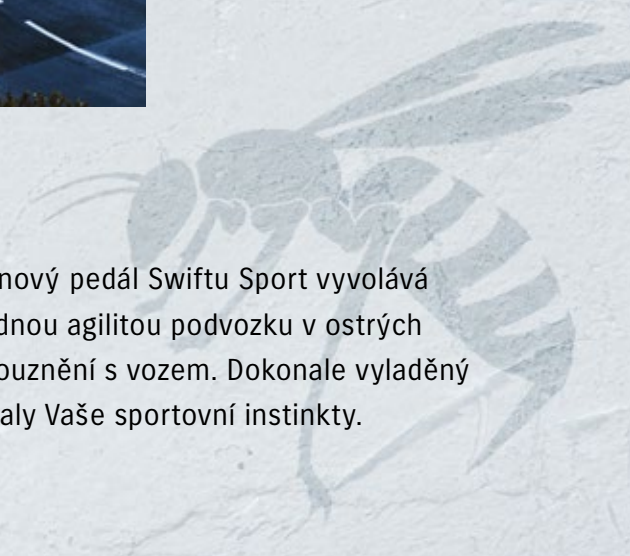 nový pedál Swiftu Sport vyvolává
dnou agilitou podvozku v ostrých
ouznění s vozem. Dokonale vyladěný
aly Vaše sportovní instinkty.